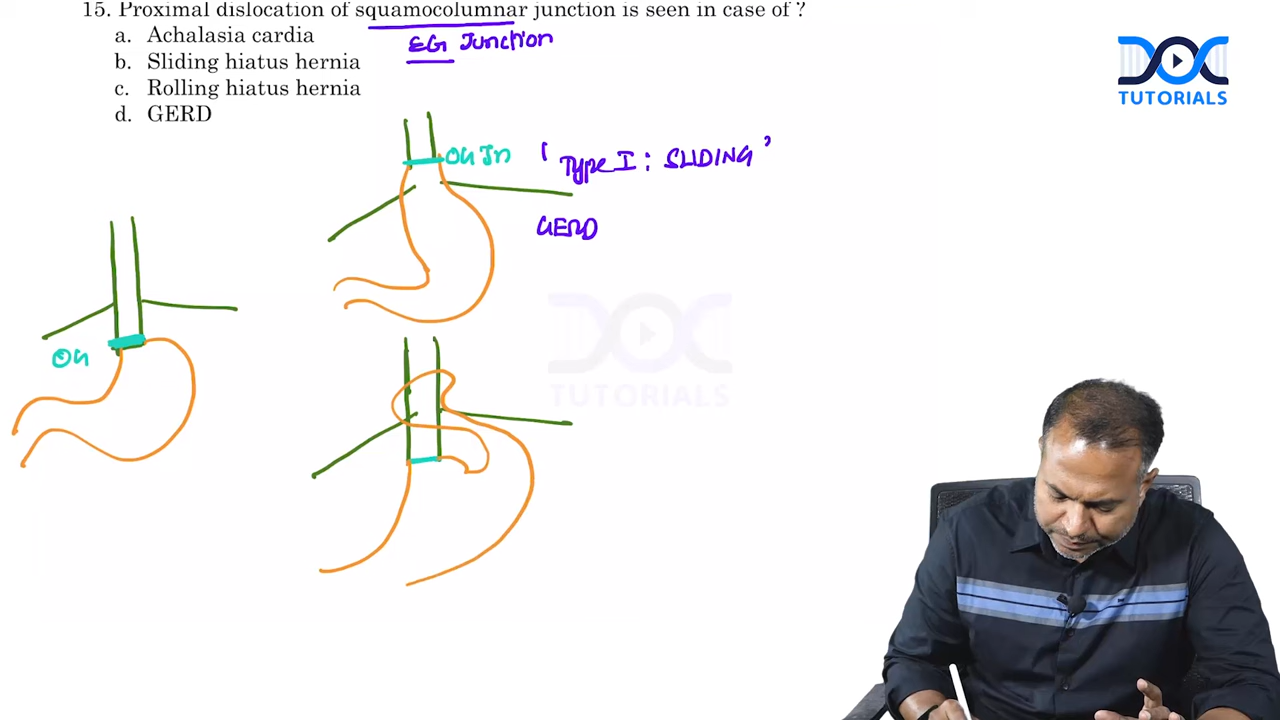 15. Proximal dislocation of squamocolumnar junction is seen in case of ?
a. Achalasia cardia
EG Junction
b. Sliding hiatus hernia
c. Rolling hiatus hernia
d. GERD
OG Jn
'Type I : SLIDING'
GERD
OG
TUTORIALS
TUTORIALS